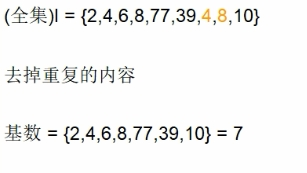 (全集)I = {2,4,6,8,77,39,4,8,10}
去掉重复的内容
基数 = {2,4,6,8,77,39,10} = 7